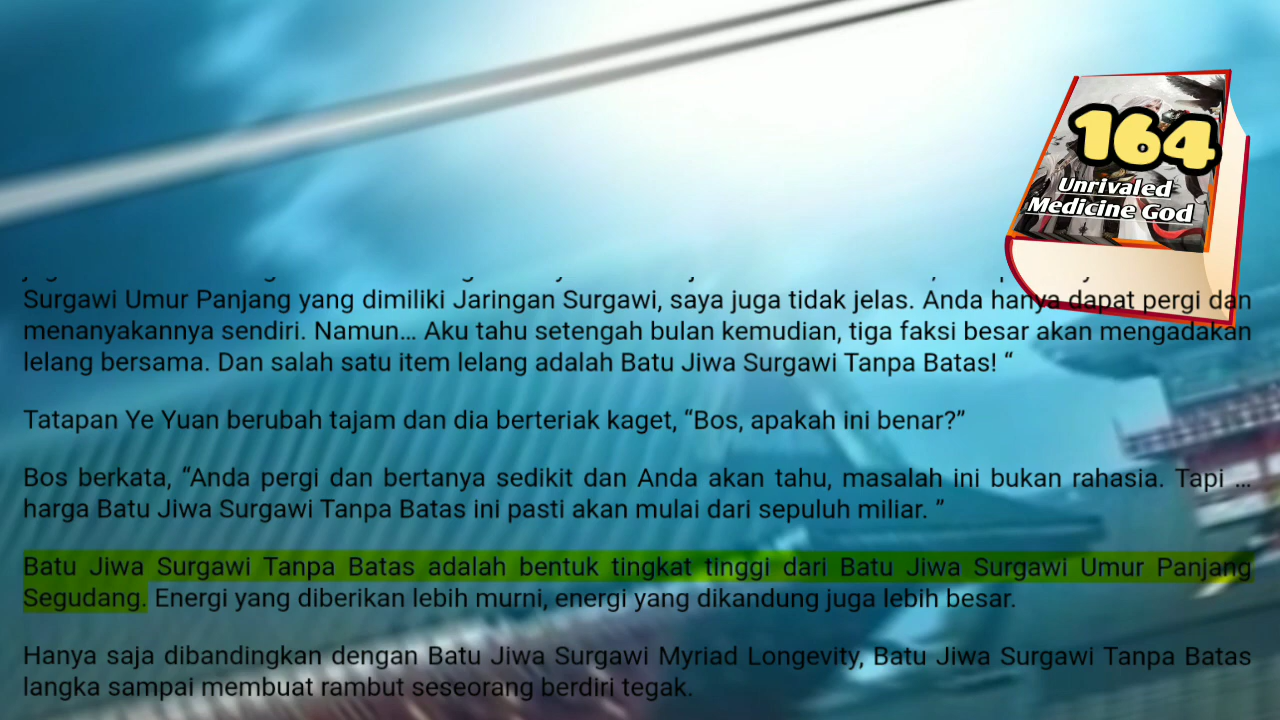 164
Unrivaled
Medicine God
Surgawi Umur Panjang yang dimiliki Jaringan Surgawi, saya juga tidak jelas. Anda hanya dapat pergi dan
menanyakannya sendiri. Namun… Aku tahu setengah bulan kemudian, tiga faksi besar akan mengadakan
lelang bersama. Dan salah satu item lelang adalah Batu Jiwa Surgawi Tanpa Batas! “
Tatapan Ye Yuan berubah tajam dan dia berteriak kaget, “Bos, apakah ini benar?”
Bos berkata, “Anda pergi dan bertanya sedikit dan Anda akan tahu, masalah ini bukan rahasia. Tapi …
harga Batu Jiwa Surgawi Tanpa Batas ini pasti akan mulai dari sepuluh miliar. ”
Batu Jiwa Surgawi Tanpa Batas adalah bentuk tingkat tinggi dari Batu Jiwa Surgawi Umur Panjang
Segudang. Energi yang diberikan lebih murni, energi yang dikandung juga lebih besar.
Hanya saja dibandingkan dengan Batu Jiwa Surgawi Myriad Longevity, Batu Jiwa Surgawi Tanpa Batas
langka sampai membuat rambut seseorang berdiri tegak.